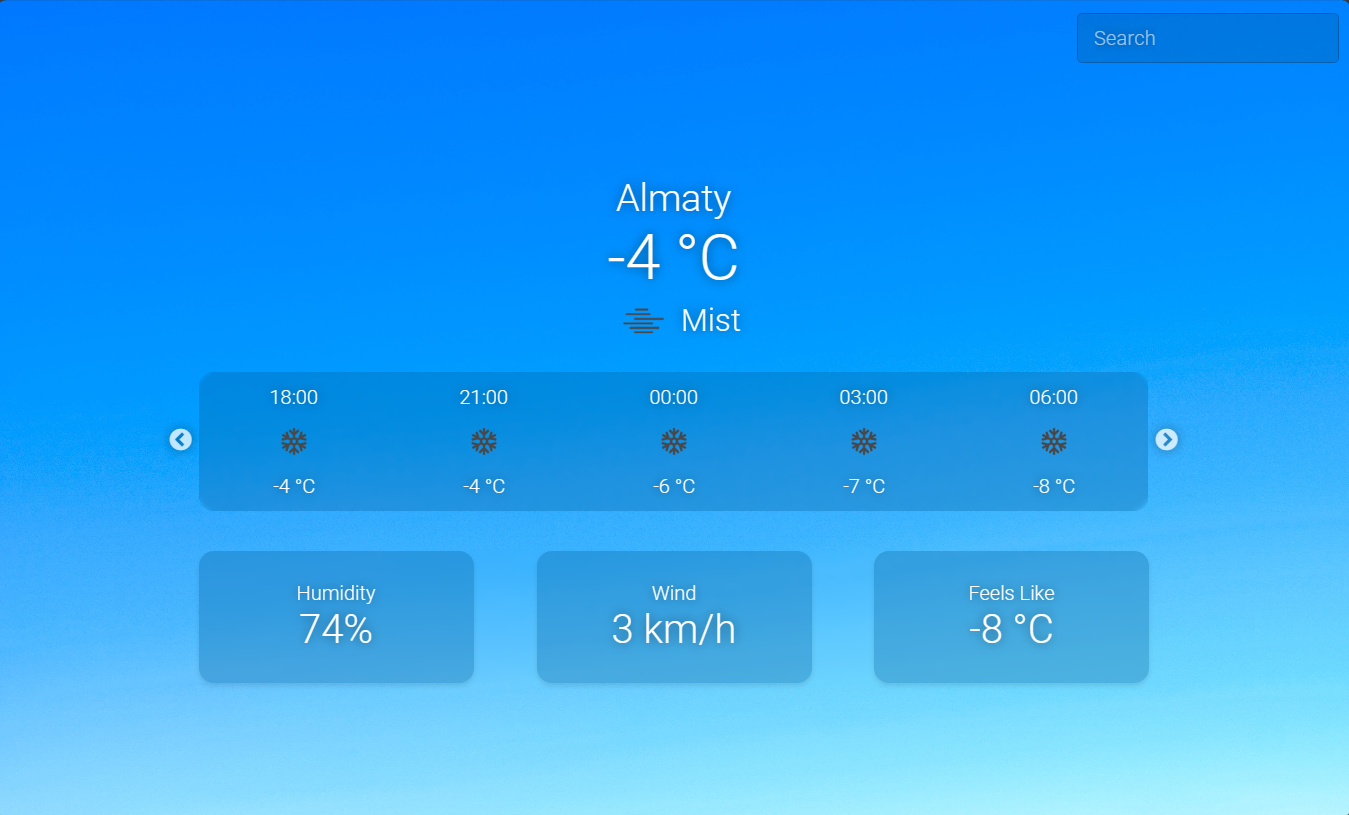 Search
Almaty
-4 °C
Mist
18:00 21:00 00:00 03:00 06:00
-4 °C -4 °C -6 °C -7 °C -8 °C
Humidity Wind Feels Like
74% 3 km/h -8 °C